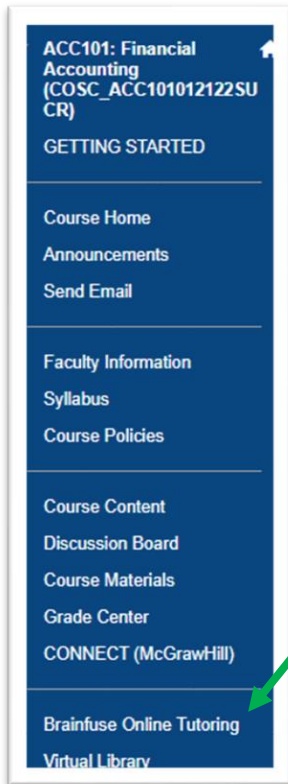 ACC101: Financial
Accounting
(COSC_ACC101012122SU
CR)
GETTING STARTED
Course Home
Announcements
Send Email
Faculty Information
Syllabus
Course Policies
Course Content
Discussion Board
Course Materials
Grade Center
CONNECT (McGrawHill)
Brainfuse Online Tutoring
Virtual Library